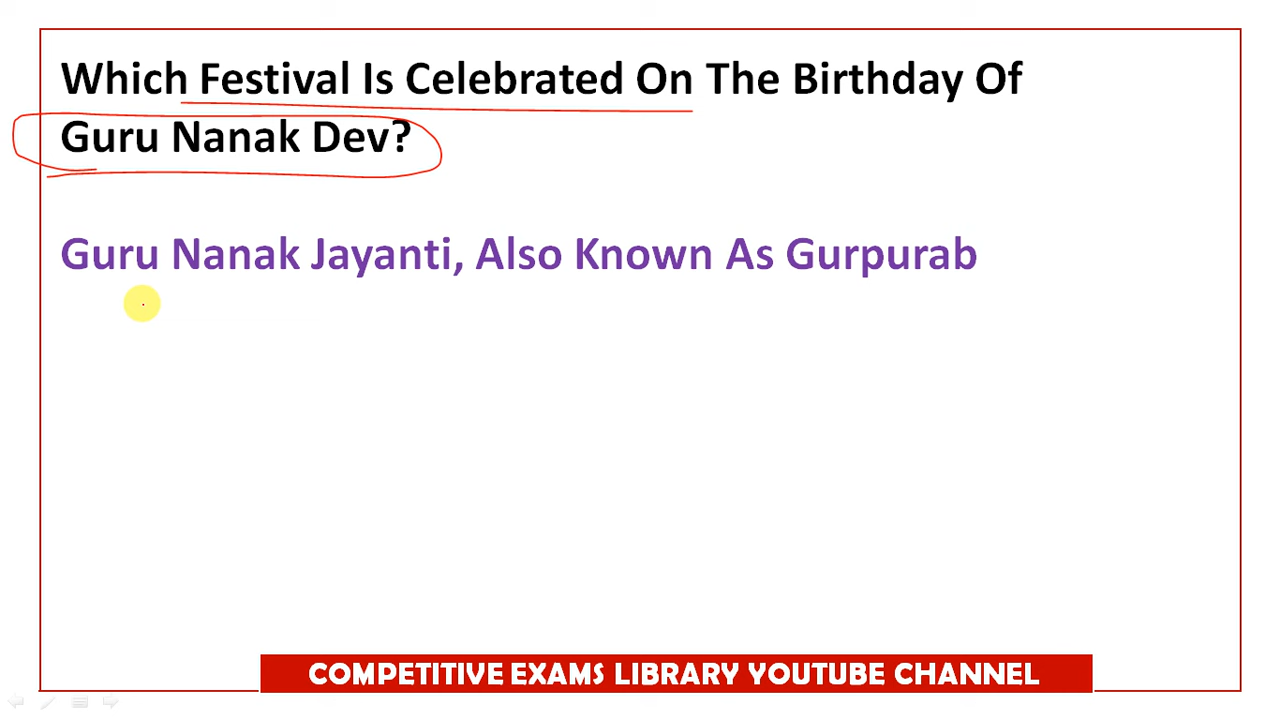 Which Festival Is Celebrated On The Birthday Of
Guru Nanak Dev?
Guru Nanak Jayanti, Also Known As Gurpurab
COMPETITIVE EXAMS LIBRARY YOUTUBE CHANNEL